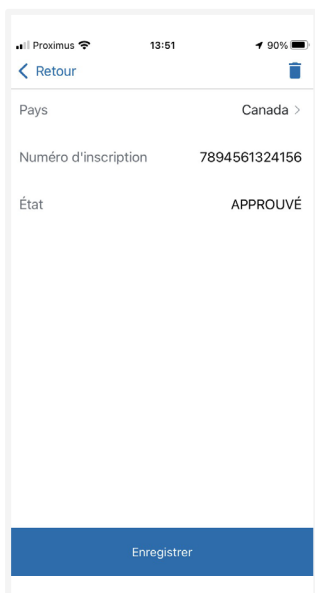 Proximus 13:51 90%
Retour
Pays Canada
Numéro d'inscription 7894561324156
État APPROUVÉ
Enregistrer